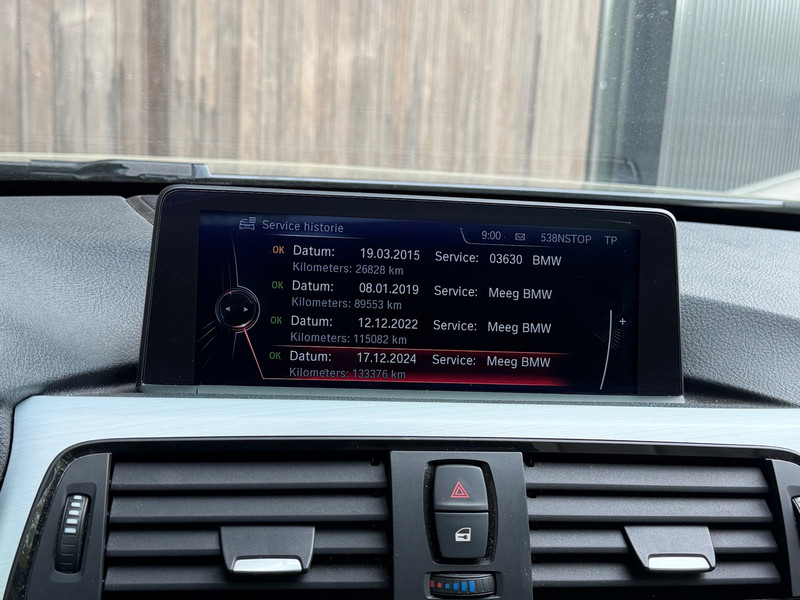 Service historie
9:00 538NSTOP TP
OK Datum: 19.03.2015 Service: 03630 BMW
Kilometers: 26828 km
OK Datum: 08.01.2019 Service: Meeg BMW
Kilometers: 89553 km
OK Datum: 12.12.2022 Service: Meeg BMW
Kilometers: 115082 km
OK Datum: 17.12.2024 Service: Meeg BMW
Kilometers: 133376 km